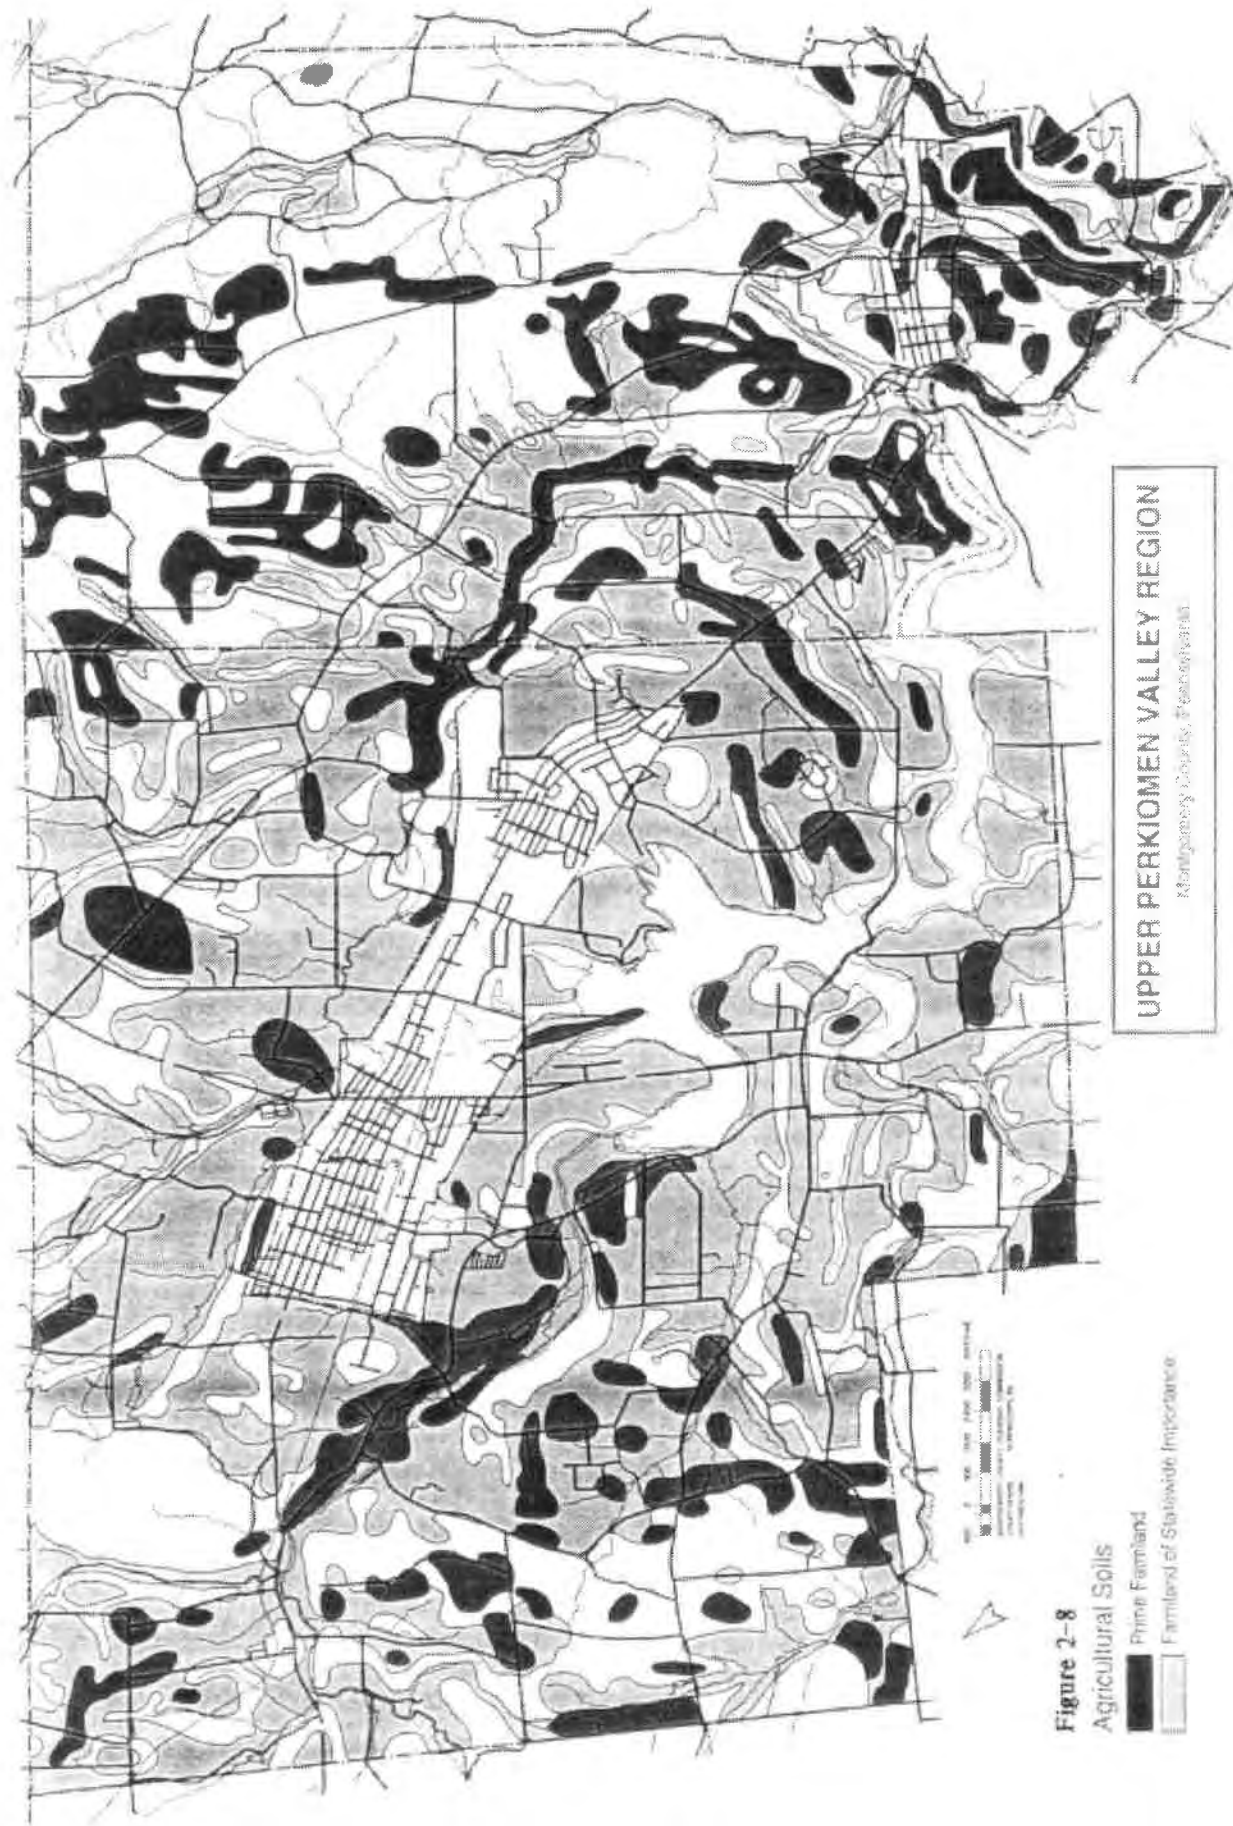 UPPER PERKIOMEN VALLEY REGION
Montgomery County, Pennsylvania
Figure 2-8
Agricultural Soils
Prime Farmland
Farmland of Statewide Importance